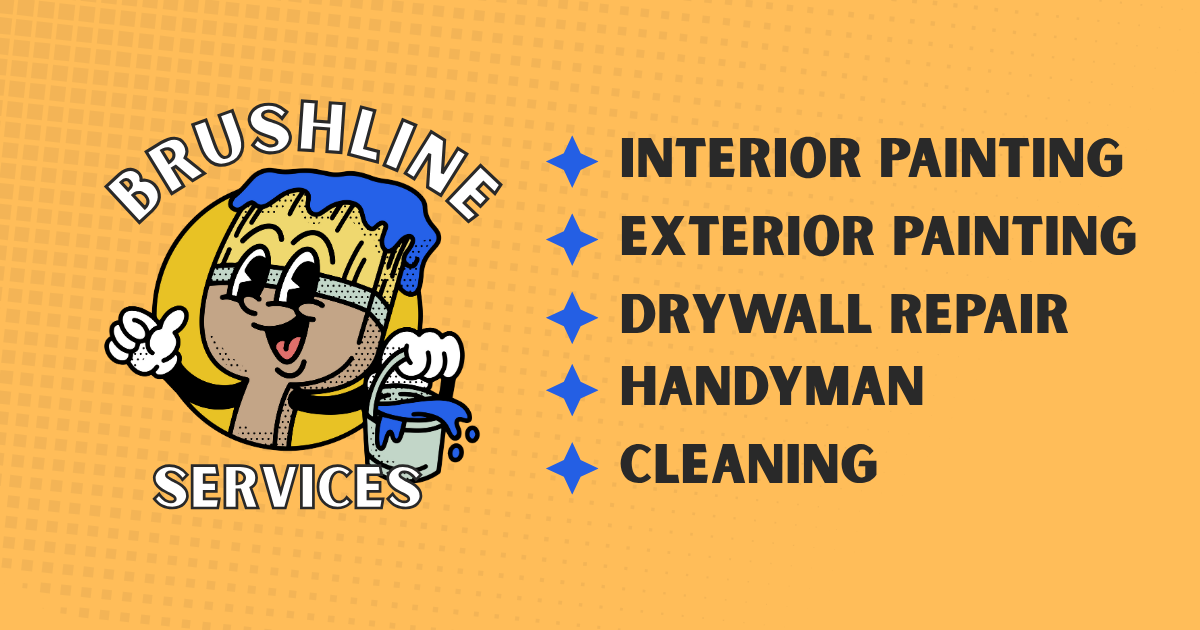 BRUSHLINE
SERVICES
INTERIOR PAINTING
EXTERIOR PAINTING
DRYWALL REPAIR
HANDYMAN
CLEANING